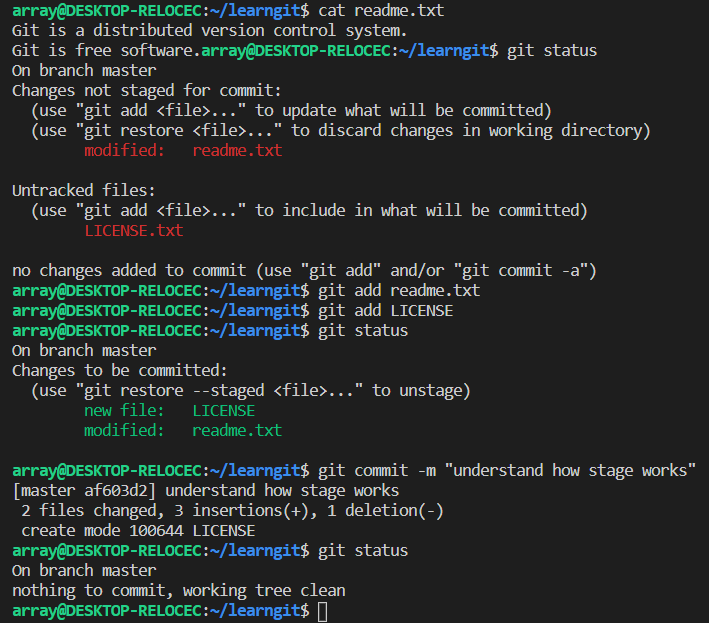 array@DESKTOP-RELOCEC:~/learngit$ cat readme.txt
Git is a distributed version control system.
Git is free software.array@DESKTOP-RELOCEC:~/learngit$ git status
On branch master
Changes not staged for commit:
  (use "git add <file>..." to update what will be committed)
  (use "git restore <file>..." to discard changes in working directory)
        modified:   readme.txt

Untracked files:
  (use "git add <file>..." to include in what will be committed)
        LICENSE.txt

no changes added to commit (use "git add" and/or "git commit -a")
array@DESKTOP-RELOCEC:~/learngit$ git add readme.txt
array@DESKTOP-RELOCEC:~/learngit$ git add LICENSE
array@DESKTOP-RELOCEC:~/learngit$ git status
On branch master
Changes to be committed:
  (use "git restore --staged <file>..." to unstage)
        new file:   LICENSE
        modified:   readme.txt

array@DESKTOP-RELOCEC:~/learngit$ git commit -m "understand how stage works"
[master af603d2] understand how stage works
 2 files changed, 3 insertions(+), 1 deletion(-)
 create mode 100644 LICENSE
array@DESKTOP-RELOCEC:~/learngit$ git status
On branch master
nothing to commit, working tree clean
array@DESKTOP-RELOCEC:~/learngit$